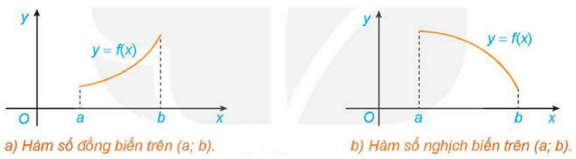 y
y = f(x)
O
a
b
x
a) Hàm số đồng biến trên (a; b).
y
y = f(x)
O
a
b
x
b) Hàm số nghịch biến trên (a; b).